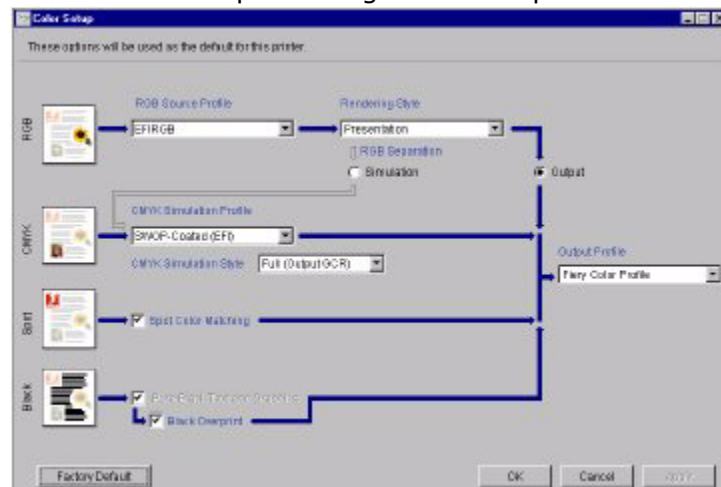 Color Setup
These options will be used as the default for this printer.
RGB
RGB Source Profile
Rendering Style
EFIRGB
Presentation
RGB Separation
Simulation
Output
CMYK
CMYK Simulation Profile
SWOP-Coated (EFI)
CMYK Simulation Style
Full (Output GCR)
Output Profile
Fiery Color Profile
Spot
Spot Color Matching
Black
Black Overprint
Factory Default
OK
Cancel
Apply